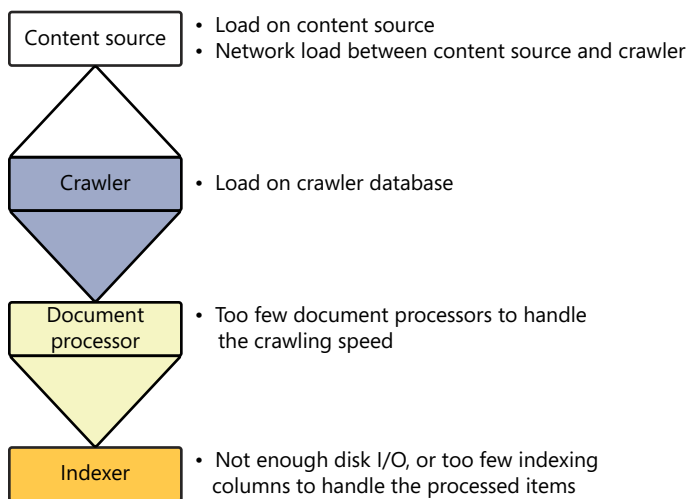 Content source
• Load on content source
• Network load between content source and crawler
Crawler
• Load on crawler database
Document
processor
• Too few document processors to handle
the crawling speed
Indexer
• Not enough disk I/O, or too few indexing
columns to handle the processed items